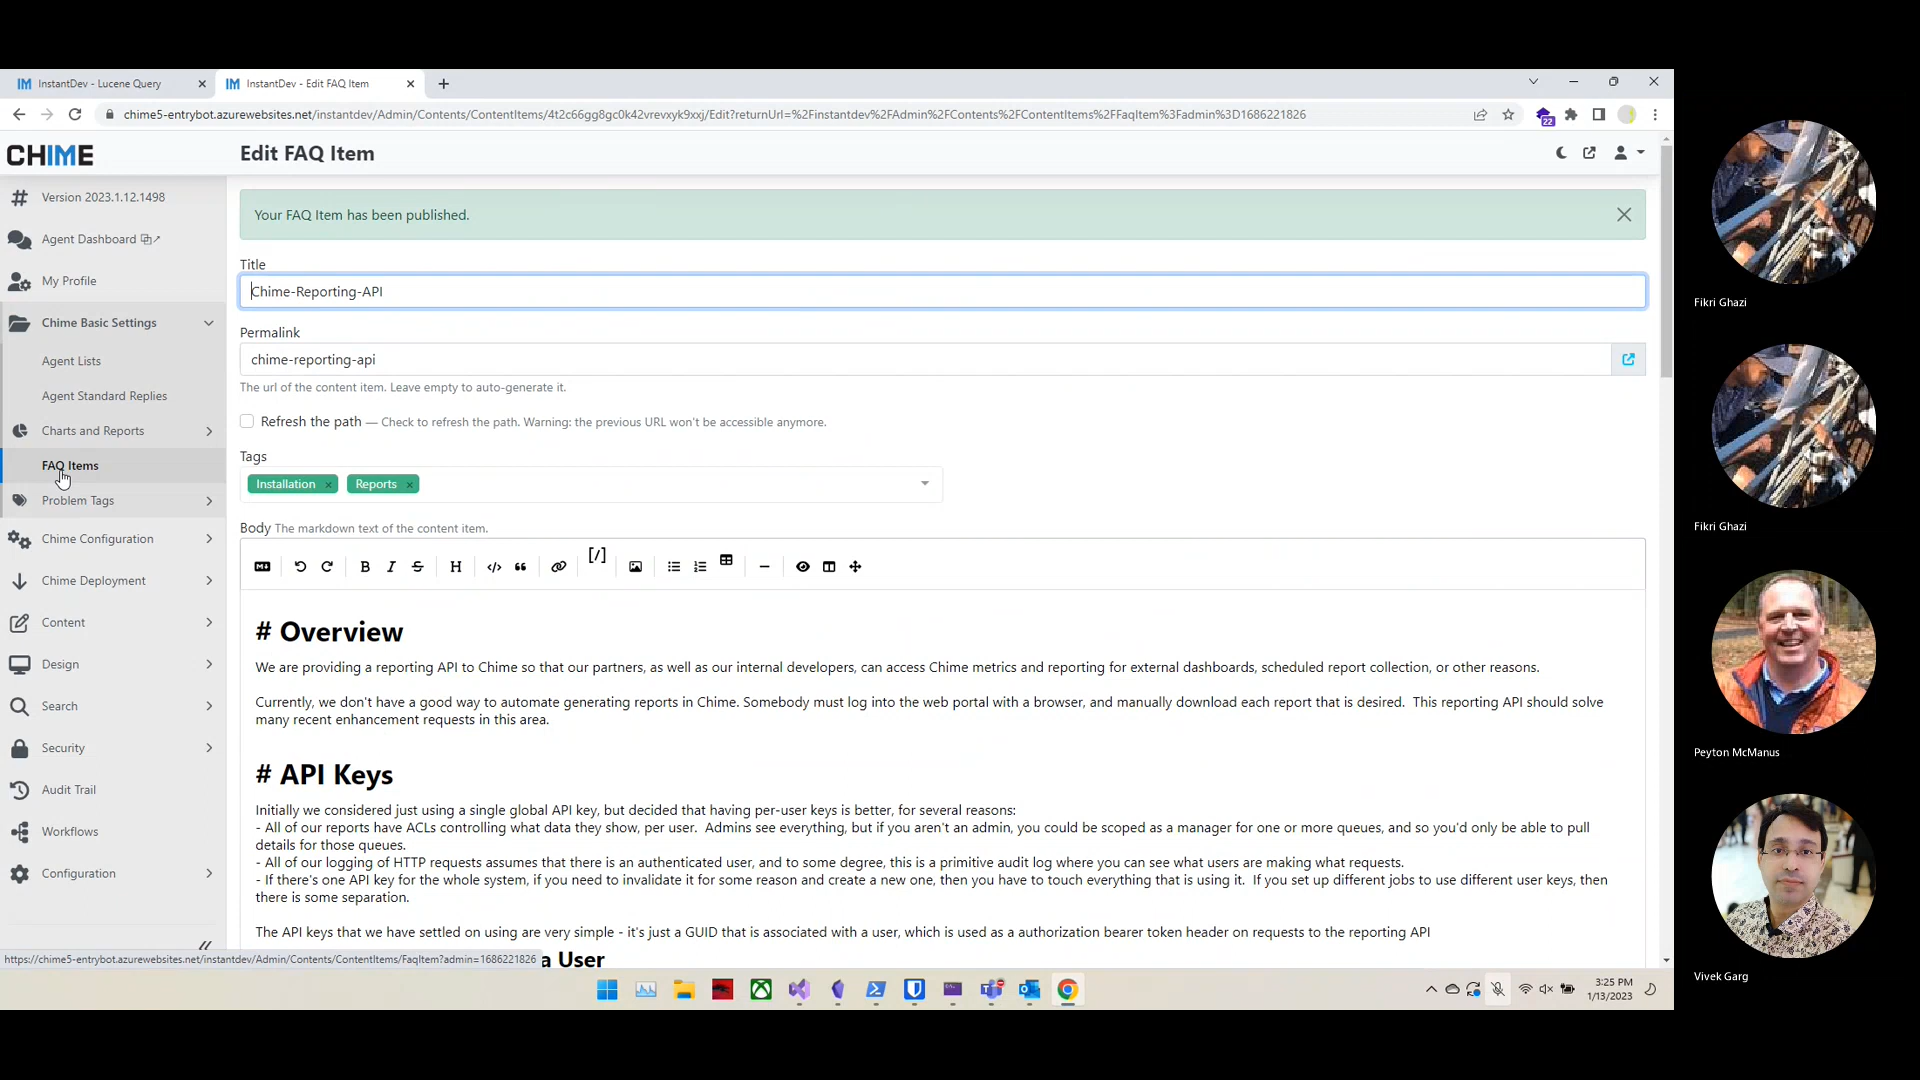 InstantDev - Lucene Query
InstantDev - Edit FAQ Item
chime5-entrybot.azurewebsites.net/instantdev/Admin/Contents/ContentItems/4t2c66gg8gc0k42vrevxyk9xxj/Edit?returnUrl=%2Finstantdev%2FAdmin%2FContents%2FContentItems%2FFaqItem%3Fadmin%3D1686221826
22
CHIME
Edit FAQ Item
Version 2023.1.12.1498
Agent Dashboard
My Profile
Chime Basic Settings
Agent Lists
Agent Standard Replies
Charts and Reports
FAQ Items
Problem Tags
Chime Configuration
Chime Deployment
Content
Design
Search
Security
Audit Trail
Workflows
Configuration
Your FAQ Item has been published.
Title
Chime-Reporting-API
Permalink
chime-reporting-api
The url of the content item. Leave empty to auto-generate it.
Refresh the path — Check to refresh the path. Warning: the previous URL won't be accessible anymore.
Tags
Installation × Reports ×
Body The markdown text of the content item.
# Overview
We are providing a reporting API to Chime so that our partners, as well as our internal developers, can access Chime metrics and reporting for external dashboards, scheduled report collection, or other reasons.
Currently, we don't have a good way to automate generating reports in Chime. Somebody must log into the web portal with a browser, and manually download each report that is desired. This reporting API should solve
many recent enhancement requests in this area.
# API Keys
Initially we considered just using a single global API key, but decided that having per-user keys is better, for several reasons:
- All of our reports have ACLs controlling what data they show, per user. Admins see everything, but if you aren't an admin, you could be scoped as a manager for one or more queues, and so you'd only be able to pull
details for those queues.
- All of our logging of HTTP requests assumes that there is an authenticated user, and to some degree, this is a primitive audit log where you can see what users are making what requests.
- If there's one API key for the whole system, if you need to invalidate it for some reason and create a new one, then you have to touch everything that is using it. If you set up different jobs to use different user keys, then
there is some separation.
The API keys that we have settled on using are very simple - it's just a GUID that is associated with a user, which is used as a authorization bearer token header on requests to the reporting API
a User
https://chime5-entrybot.azurewebsites.net/instantdev/Admin/Contents/ContentItems/FaqItem?admin=1686221826
3:25 PM
1/13/2023
Fikri Ghazi
Fikri Ghazi
Peyton McManus
Vivek Garg